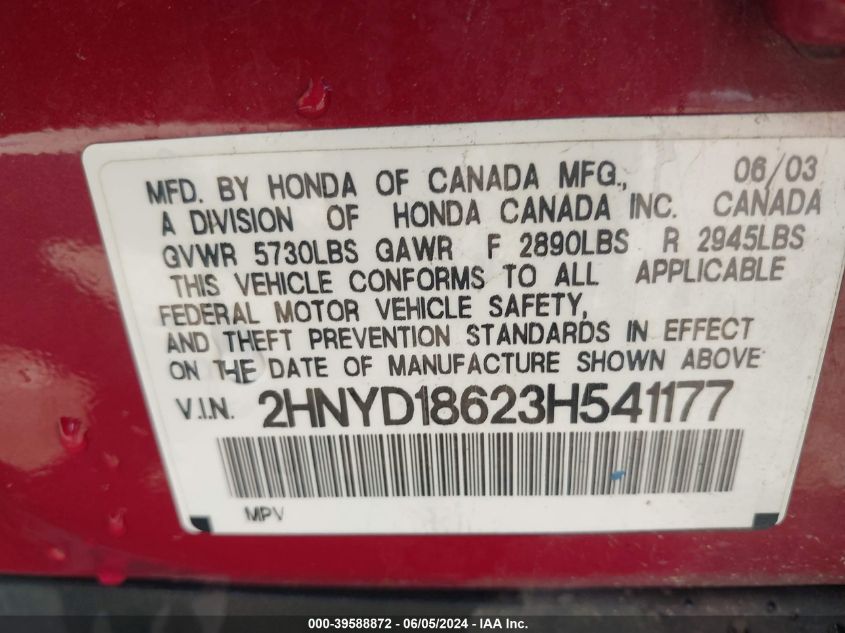 MFD. BY HONDA OF CANADA MFG., 06/03
A DIVISION OF HONDA CANADA INC. CANADA
GVWR 5730LBS GAWR F 2890LBS R 2945LBS
THIS VEHICLE CONFORMS TO ALL APPLICABLE
FEDERAL MOTOR VEHICLE SAFETY,
AND THEFT PREVENTION STANDARDS IN EFFECT
ON THE DATE OF MANUFACTURE SHOWN ABOVE
V.I.N. 2HNYD18623H541177
MPV
000-39588872 - 06/05/2024 - IAA Inc.